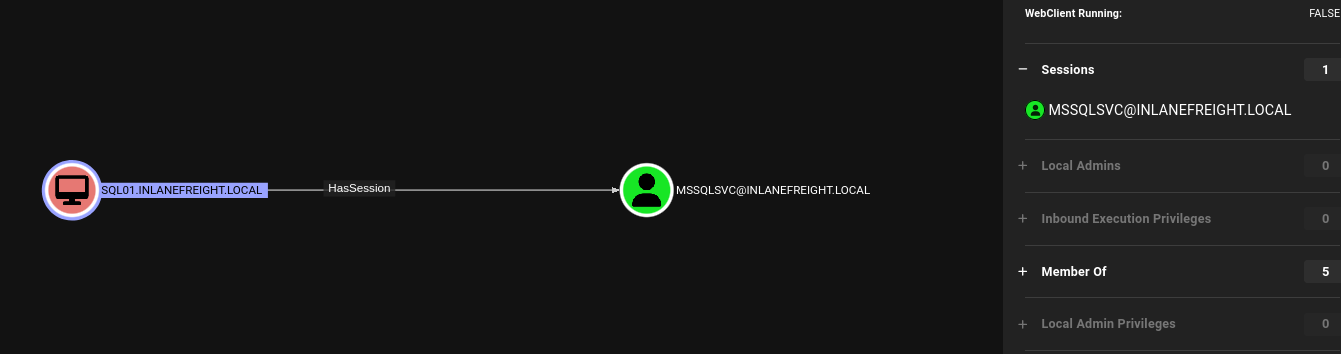 SQL01.INLANEFREIGHT.LOCAL
HasSession
MSSQLSVC@INLANEFREIGHT.LOCAL
WebClient Running: FALSE
− Sessions 1
MSSQLSVC@INLANEFREIGHT.LOCAL
+ Local Admins 0
+ Inbound Execution Privileges 0
+ Member Of 5
+ Local Admin Privileges 0